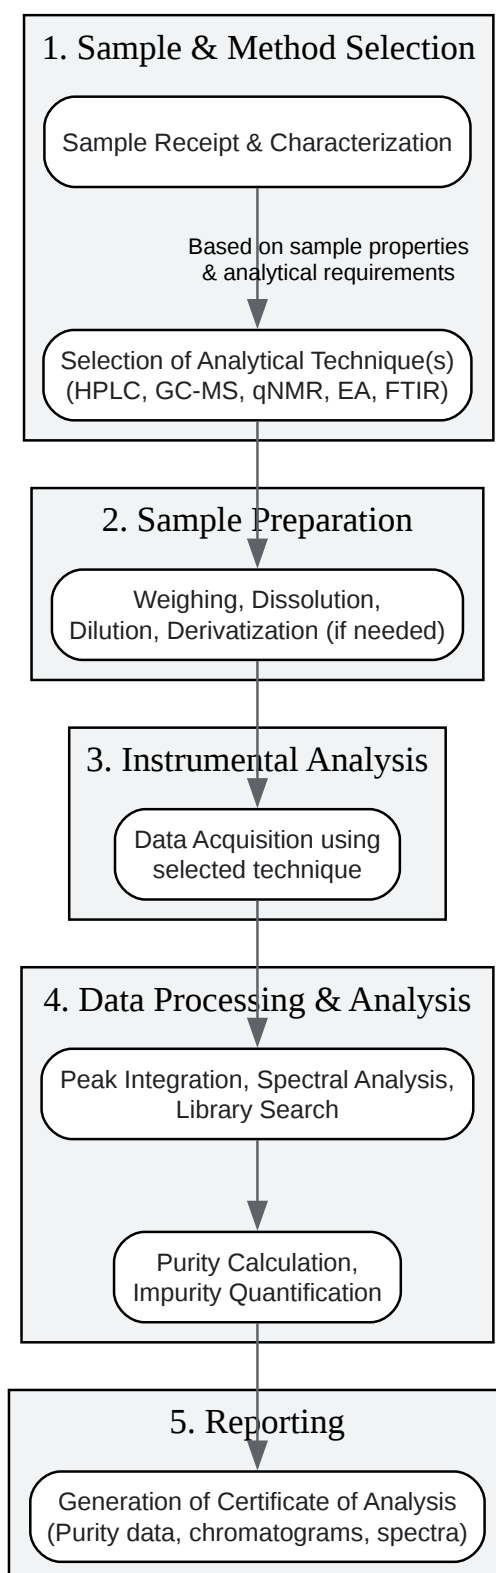 1. Sample & Method Selection
Sample Receipt & Characterization
Based on sample properties
& analytical requirements
Selection of Analytical Technique(s)
(HPLC, GC-MS, qNMR, EA, FTIR)
2. Sample Preparation
Weighing, Dissolution,
Dilution, Derivatization (if needed)
3. Instrumental Analysis
Data Acquisition using
selected technique
4. Data Processing & Analysis
Peak Integration, Spectral Analysis,
Library Search
Purity Calculation,
Impurity Quantification
5. Reporting
Generation of Certificate of Analysis
(Purity data, chromatograms, spectra)